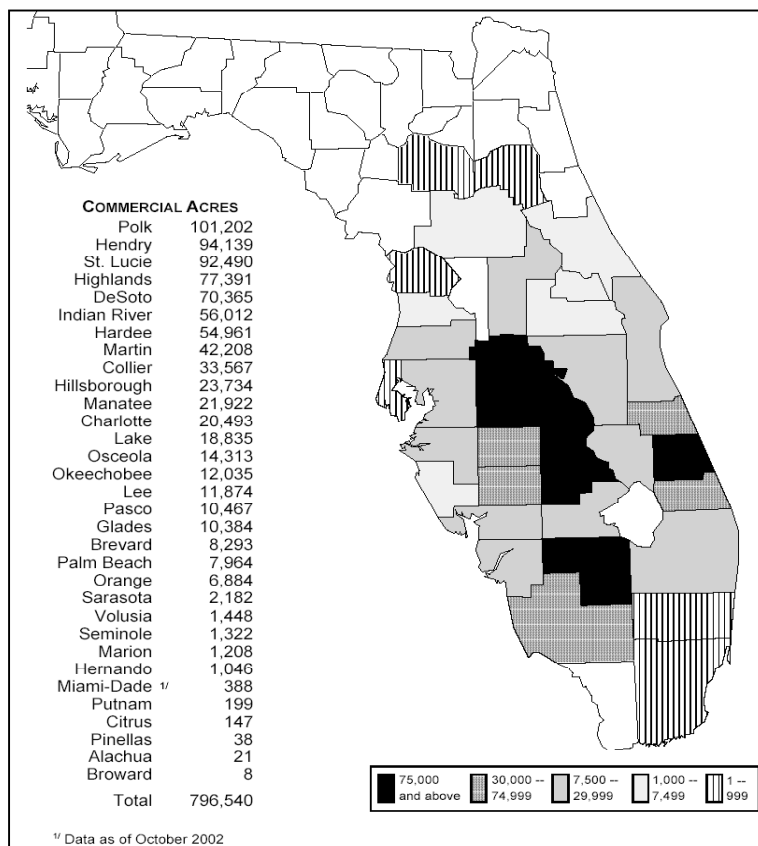 COMMERCIAL ACRES
Polk 101,202
Hendry 94,139
St. Lucie 92,490
Highlands 77,391
DeSoto 70,365
Indian River 56,012
Hardee 54,961
Martin 42,208
Collier 33,567
Hillsborough 23,734
Manatee 21,922
Charlotte 20,493
Lake 18,835
Osceola 14,313
Okeechobee 12,035
Lee 11,874
Pasco 10,467
Glades 10,384
Brevard 8,293
Palm Beach 7,964
Orange 6,884
Sarasota 2,182
Volusia 1,448
Seminole 1,322
Marion 1,208
Hernando 1,046
Miami-Dade 1/ 388
Putnam 199
Citrus 147
Pinellas 38
Alachua 21
Broward 8
Total 796,540
75,000 30,000 -- 7,500 -- 1,000 -- 1 --
and above 74,999 29,999 7,499 999
1/ Data as of October 2002